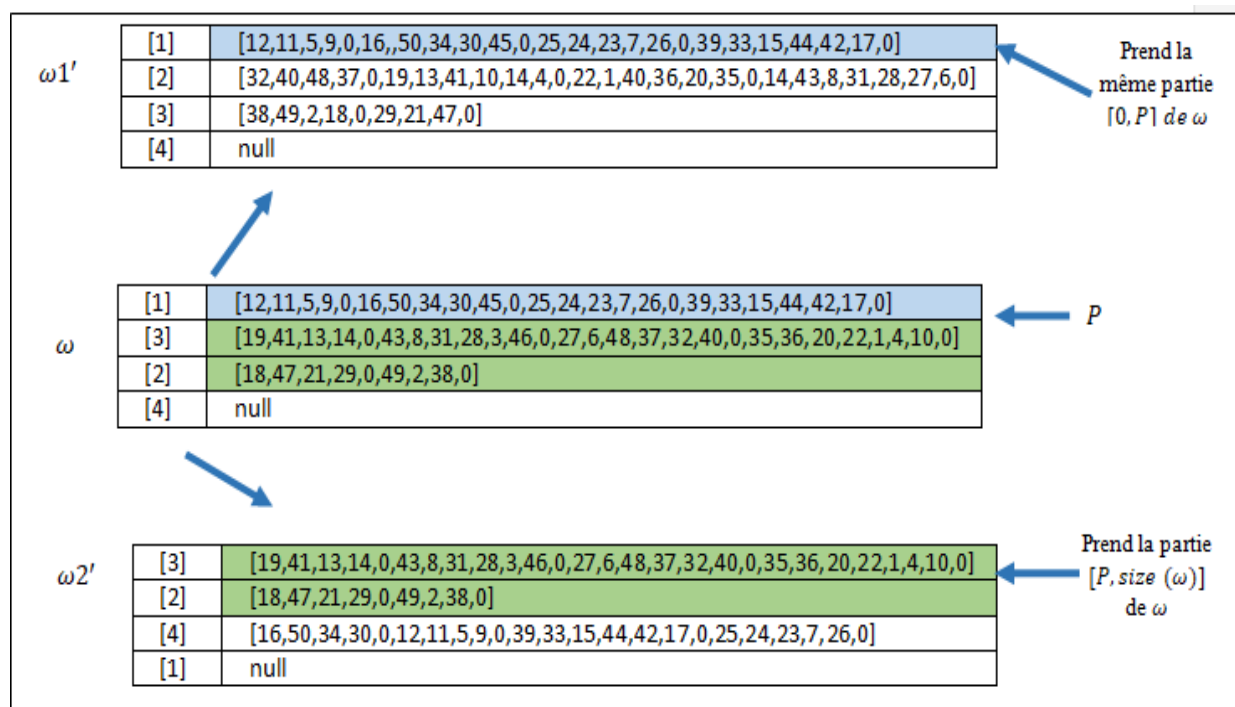 ω1′
[1] [12,11,5,9,0,16,,50,34,30,45,0,25,24,23,7,26,0,39,33,15,44,42,17,0]
[2] [32,40,48,37,0,19,13,41,10,14,4,0,22,1,40,36,20,35,0,14,43,8,31,28,27,6,0]
[3] [38,49,2,18,0,29,21,47,0]
[4] null
Prend la
même partie
[0, P] de ω
ω
[1] [12,11,5,9,0,16,50,34,30,45,0,25,24,23,7,26,0,39,33,15,44,42,17,0]
[3] [19,41,13,14,0,43,8,31,28,3,46,0,27,6,48,37,32,40,0,35,36,20,22,1,4,10,0]
[2] [18,47,21,29,0,49,2,38,0]
[4] null
P
ω2′
[3] [19,41,13,14,0,43,8,31,28,3,46,0,27,6,48,37,32,40,0,35,36,20,22,1,4,10,0]
[2] [18,47,21,29,0,49,2,38,0]
[4] [16,50,34,30,0,12,11,5,9,0,39,33,15,44,42,17,0,25,24,23,7,26,0]
[1] null
Prend la partie
[P, size (ω)]
de ω